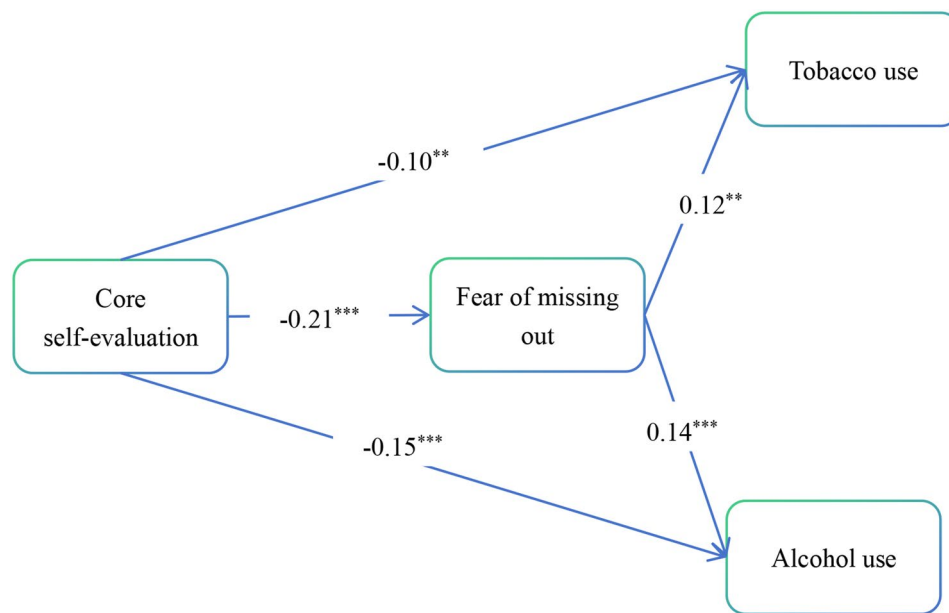 Tobacco use
-0.10**
0.12**
Core
self-evaluation
-0.21***
Fear of missing
out
-0.15***
0.14***
Alcohol use